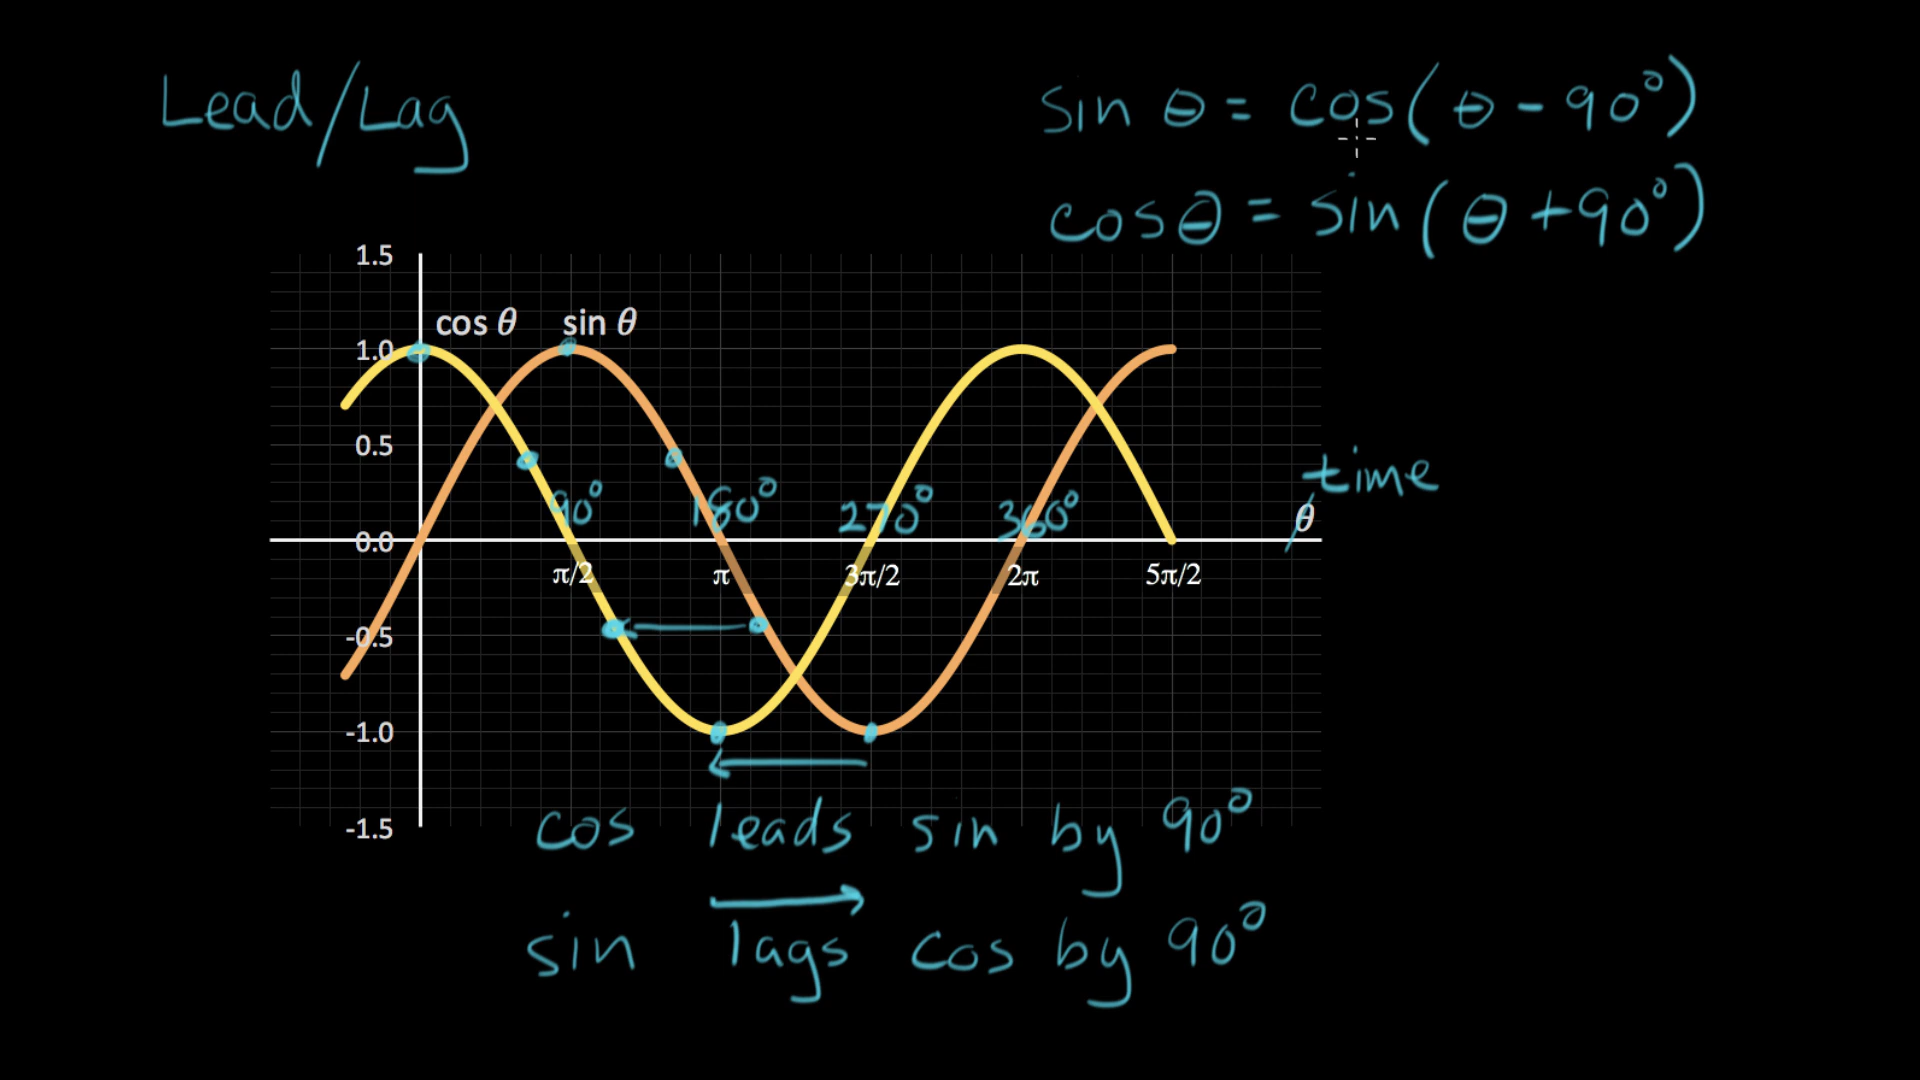 Lead/Lag
sin θ = cos(θ - 90°)
cosθ = sin(θ +90°)
1.5
cos θ sin θ
1.0
0.5
time
90° 180° 270° 360° θ
0.0
π/2 π 3π/2 2π 5π/2
-0.5
-1.0
-1.5
cos leads sin by 90°
sin lags cos by 90°